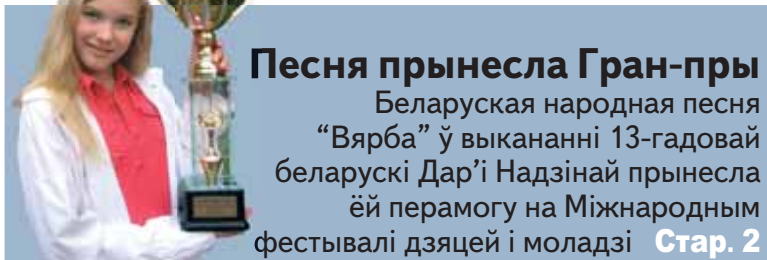 Песня прынесла Гран-пры
Беларуская народная песня
“Вярба” ў выкананні 13-гадовай
беларускі Дар’і Надзінай прынесла
ёй перамогу на Міжнародным
фестывалі дзяцей і моладзі Стар. 2